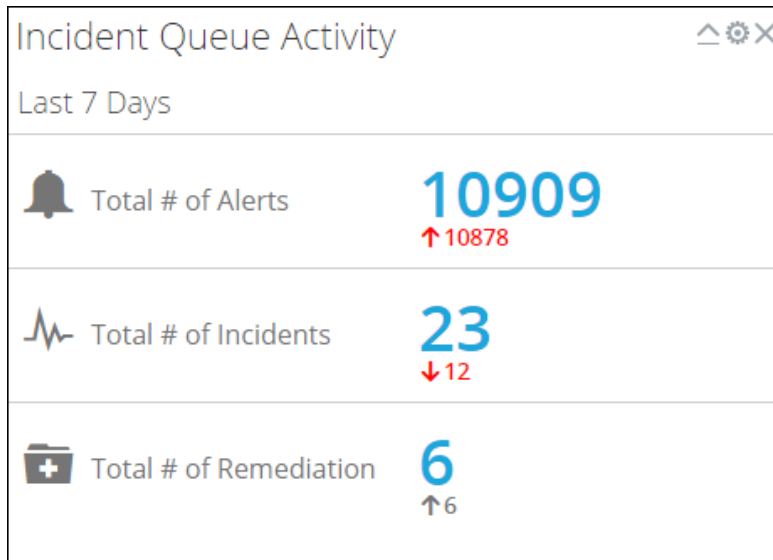 Incident Queue Activity
Last 7 Days
Total # of Alerts
10909
↑10878
Total # of Incidents
23
↓12
Total # of Remediation
6
↑6